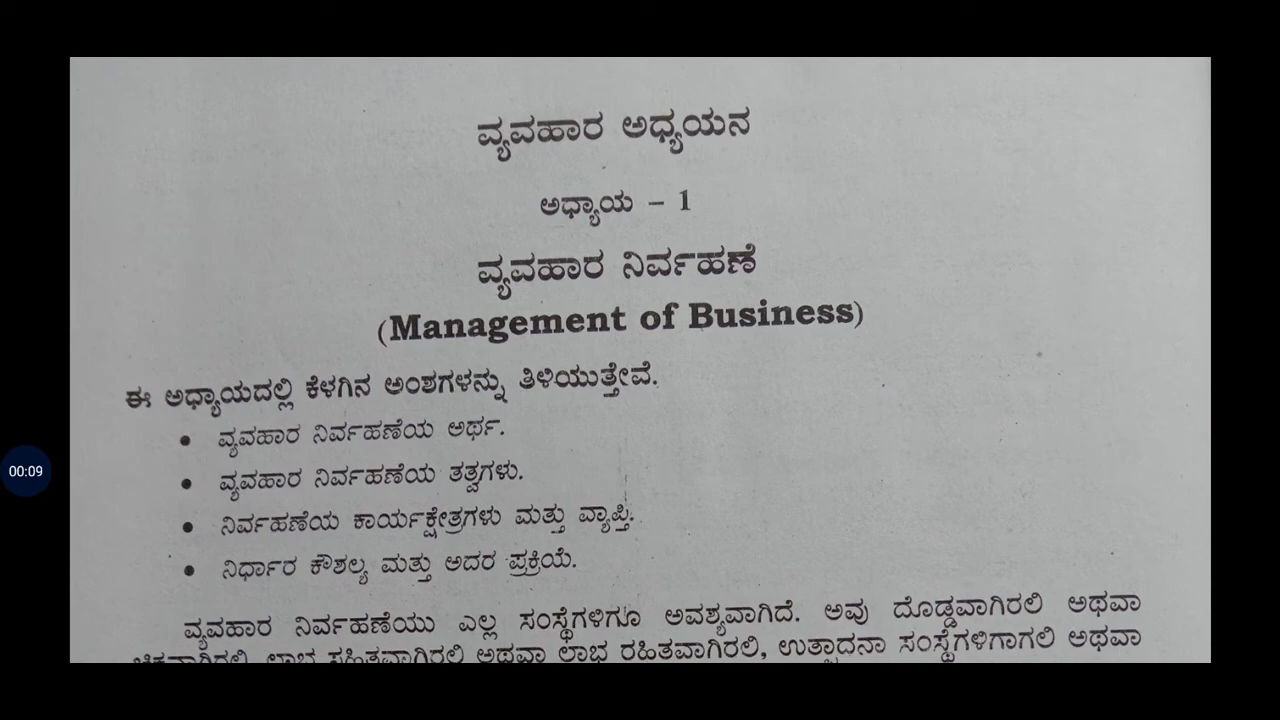 ವ್ಯವಹಾರ ಅಧ್ಯಯನ
ಅಧ್ಯಾಯ – 1
ವ್ಯವಹಾರ ನಿರ್ವಹಣೆ
(Management of Business)
ಈ ಅಧ್ಯಾಯದಲ್ಲಿ ಕೆಳಗಿನ ಅಂಶಗಳನ್ನು ತಿಳಿಯುತ್ತೇವೆ.
• ವ್ಯವಹಾರ ನಿರ್ವಹಣೆಯ ಅರ್ಥ.
• ವ್ಯವಹಾರ ನಿರ್ವಹಣೆಯ ತತ್ವಗಳು.
00:09
• ನಿರ್ವಹಣೆಯ ಕಾರ್ಯಕ್ಷೇತ್ರಗಳು ಮತ್ತು ವ್ಯಾಪ್ತಿ.
• ನಿರ್ಧಾರ ಕೌಶಲ್ಯ ಮತ್ತು ಅದರ ಪ್ರಕ್ರಿಯೆ.
ವ್ಯವಹಾರ ನಿರ್ವಹಣೆಯು ಎಲ್ಲ ಸಂಸ್ಥೆಗಳಿಗೂ ಅವಶ್ಯವಾಗಿದೆ. ಅವು ದೊಡ್ಡವಾಗಿರಲಿ ಅಥವಾ
ಲಾಭ ಸಹಿತವಾಗಿರಲಿ ಅಥವಾ ಲಾಭ ರಹಿತವಾಗಿರಲಿ, ಉತ್ಪಾದನಾ ಸಂಸ್ಥೆಗಳಿಗಾಗಲಿ ಅಥವಾ